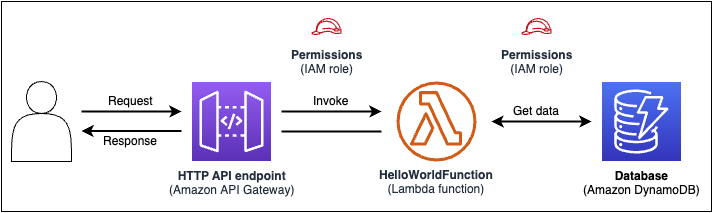 Permissions
(IAM role)
Permissions
(IAM role)
Request
Invoke
Get data
Response
</>
HTTP API endpoint
(Amazon API Gateway)
HelloWorldFunction
(Lambda function)
Database
(Amazon DynamoDB)